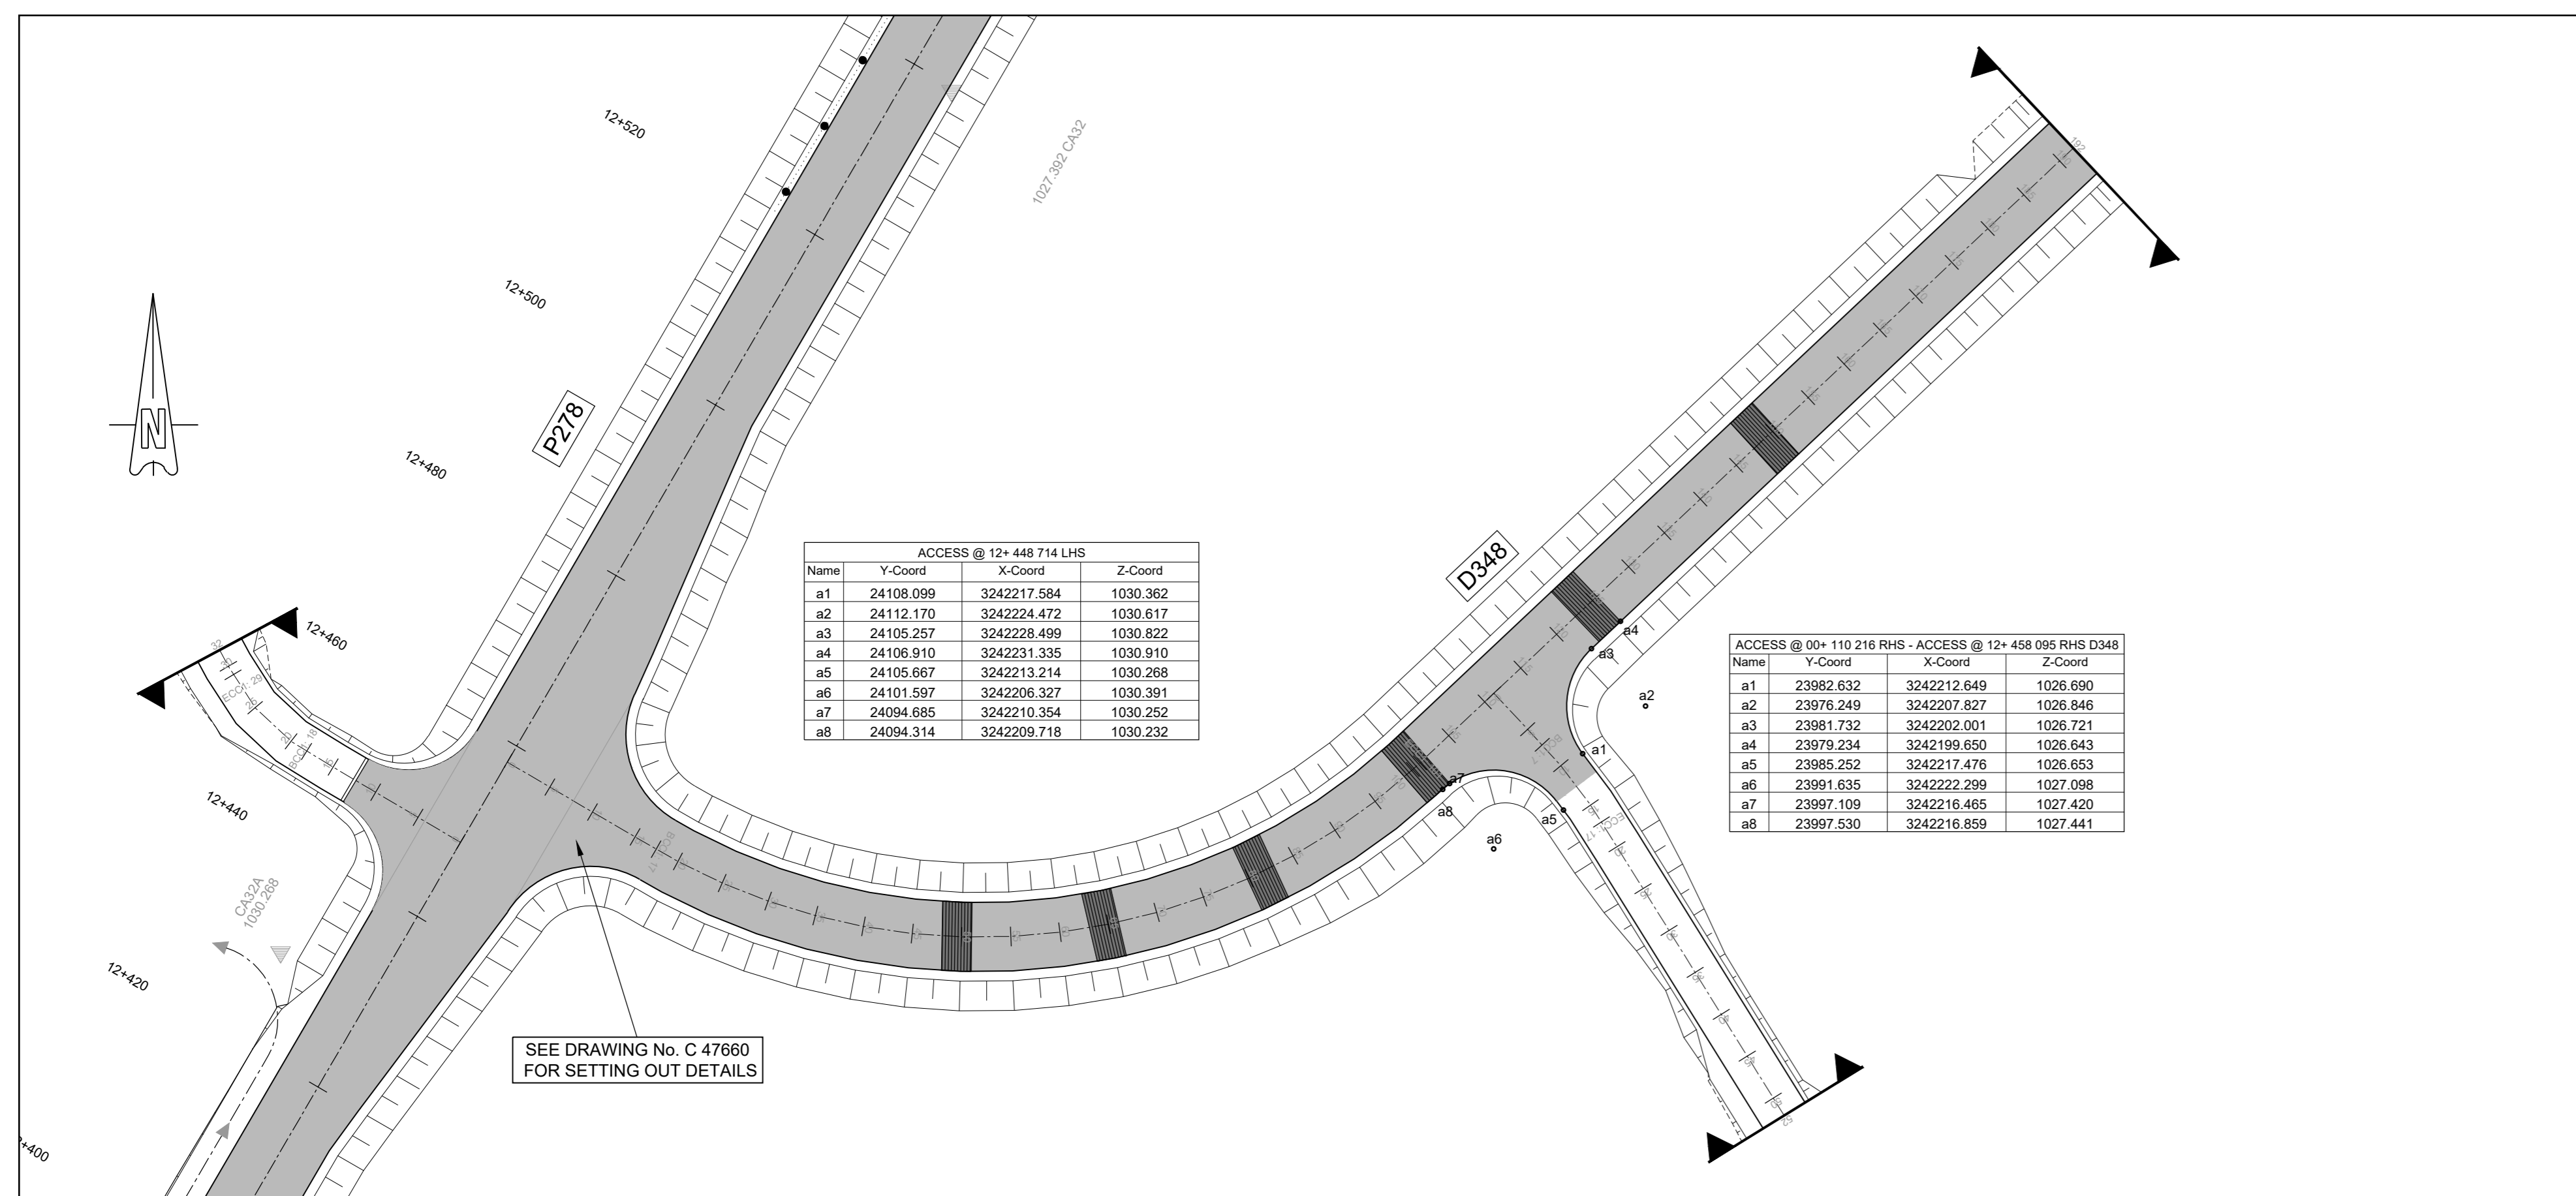 12+520
1027.392 CA32
12+500
P278
N
12+480
D348
ACCESS @ 12+ 448 714 LHS
Name Y-Coord X-Coord Z-Coord
a1 24108.099 3242217.584 1030.362
a2 24112.170 3242224.472 1030.617
a3 24105.257 3242228.499 1030.822
a4 24106.910 3242231.335 1030.910
a5 24105.667 3242213.214 1030.268
a6 24101.597 3242206.327 1030.391
a7 24094.685 3242210.354 1030.252
a8 24094.314 3242209.718 1030.232
ACCESS @ 00+ 110 216 RHS - ACCESS @ 12+ 458 095 RHS D348
Name Y-Coord X-Coord Z-Coord
a1 23982.632 3242212.649 1026.690
a2 23976.249 3242207.827 1026.846
a3 23981.732 3242202.001 1026.721
a4 23979.234 3242199.650 1026.643
a5 23985.252 3242217.476 1026.653
a6 23991.635 3242222.299 1027.098
a7 23997.109 3242216.465 1027.420
a8 23997.530 3242216.859 1027.441
192
a4
a3
a2
a1
a7
a8
a5
a6
12+460
32
ECC1: 29
BCC1: 18
12+440
CA32A
1030.268
12+420
ECC1: 17
52
SEE DRAWING No. C 47660
FOR SETTING OUT DETAILS